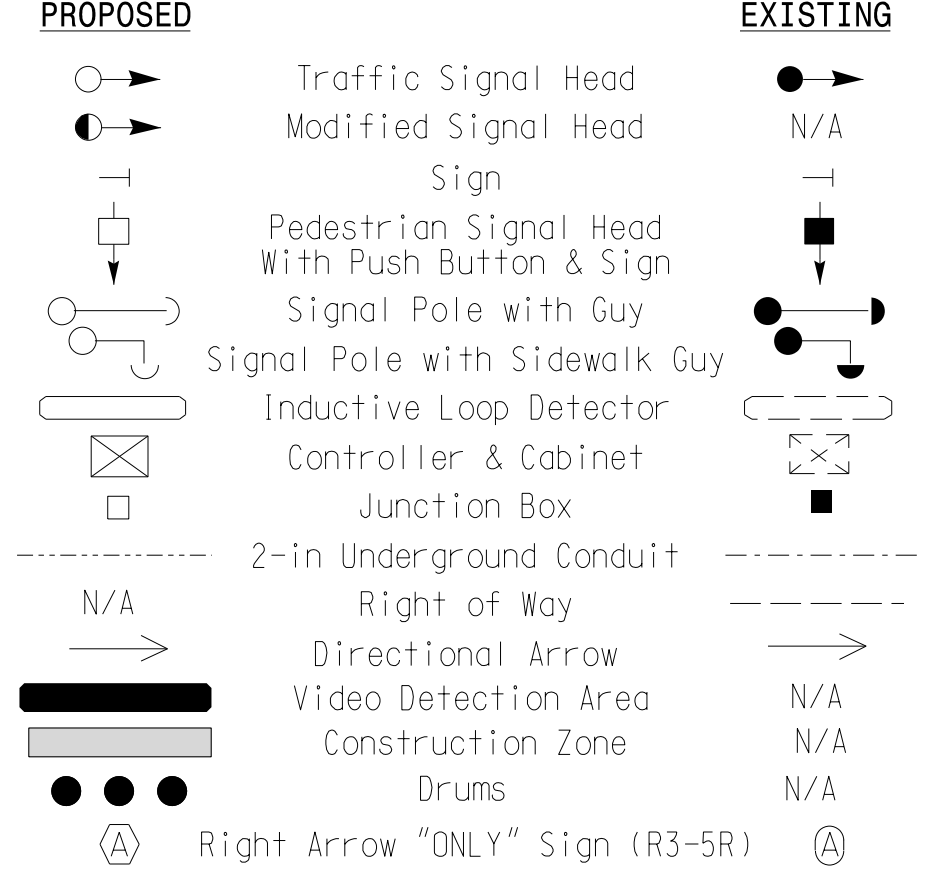 PROPOSED EXISTING
Traffic Signal Head
Modified Signal Head N/A
Sign
Pedestrian Signal Head
With Push Button & Sign
Signal Pole with Guy
Signal Pole with Sidewalk Guy
Inductive Loop Detector
Controller & Cabinet
Junction Box
2-in Underground Conduit
N/A Right of Way
Directional Arrow
Video Detection Area N/A
Construction Zone N/A
Drums N/A
A Right Arrow "ONLY" Sign (R3-5R) A